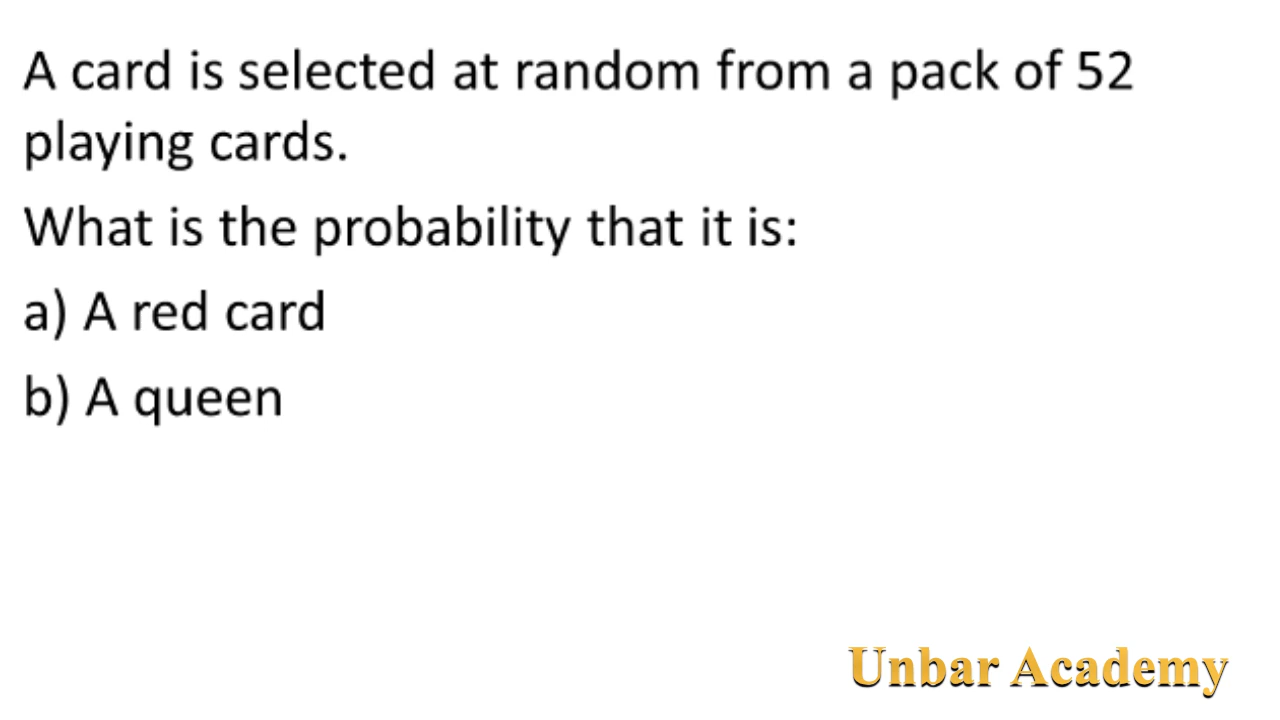 A card is selected at random from a pack of 52
playing cards.
What is the probability that it is:
a) A red card
b) A queen
Unbar Academy